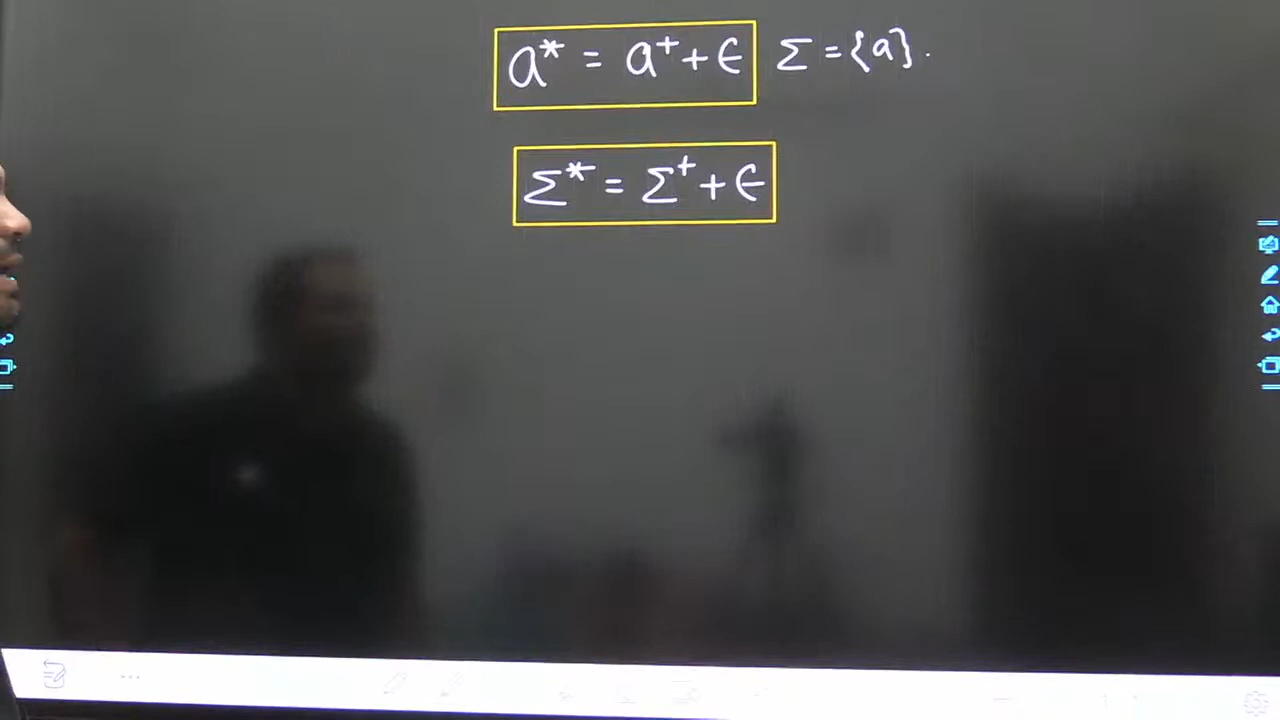 a* = a⁺ + ϵ Σ = {a}.
Σ* = Σ⁺ + ϵ